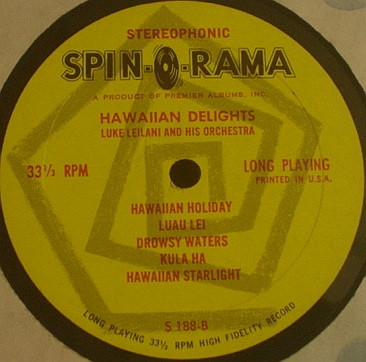 STEREOPHONIC
SPIN-O-RAMA
A PRODUCT OF PREMIER ALBUMS, INC.
HAWAIIAN DELIGHTS
LUKE LEILANI AND HIS ORCHESTRA
33⅓ RPM
LONG PLAYING
PRINTED IN U.S.A.
HAWAIIAN HOLIDAY
LUAU LEI
DROWSY WATERS
KULA HA
HAWAIIAN STARLIGHT
S 188-B
LONG PLAYING 33⅓ RPM HIGH FIDELITY RECORD